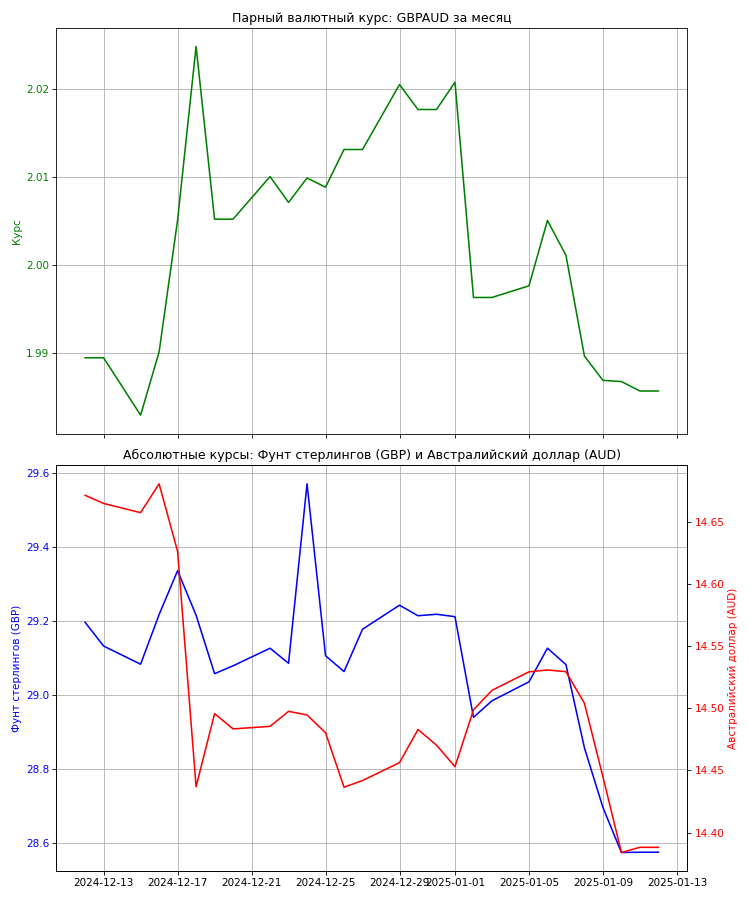 Парный валютный курс: GBPAUD за месяц
2.02
2.01
2.00
1.99
Курс
Абсолютные курсы: Фунт стерлингов (GBP) и Австралийский доллар (AUD)
29.6
29.4
29.2
29.0
28.8
28.6
Фунт стерлингов (GBP)
14.65
14.60
14.55
14.50
14.45
14.40
Австралийский доллар (AUD)
2024-12-13 2024-12-17 2024-12-21 2024-12-25 2024-12-29 2025-01-01 2025-01-05 2025-01-09 2025-01-13